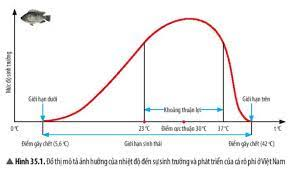 Mức độ sinh trưởng
Giới hạn dưới
Giới hạn trên
Khoảng thuận lợi
0°C
23°C
Điểm cực thuận 30°C
37°C
t°C
Điểm gây chết (5,6°C)
Giới hạn sinh thái
Điểm gây chết (42°C)
▲ Hình 35.1. Đồ thị mô tả ảnh hưởng của nhiệt độ đến sự sinh trưởng và phát triển của cá rô phi ở Việt Nam